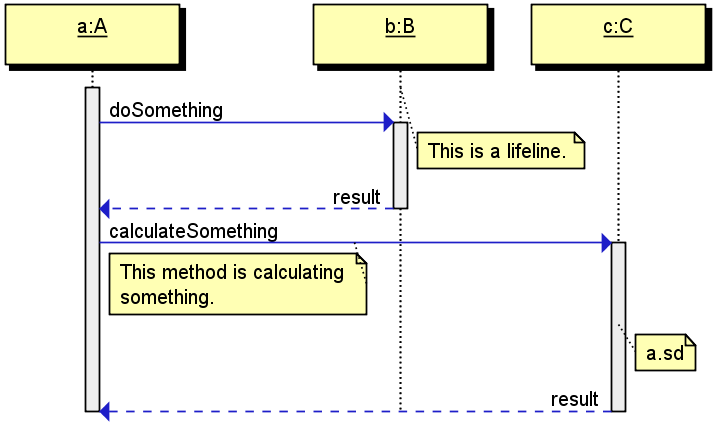 a:A
b:B
c:C
doSomething
This is a lifeline.
result
calculateSomething
This method is calculating
something.
a.sd
result